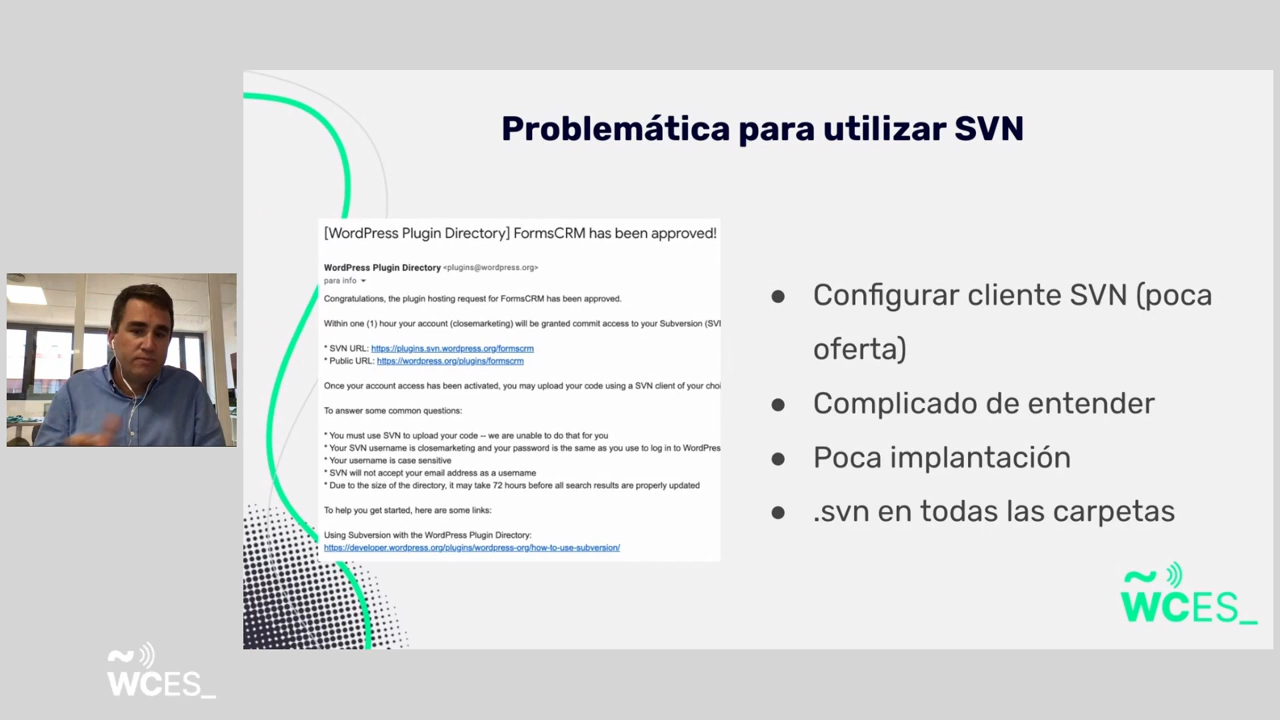 Problemática para utilizar SVN
[WordPress Plugin Directory] FormsCRM has been approved!
WordPress Plugin Directory <plugins@wordpress.org>
para info
Congratulations, the plugin hosting request for FormsCRM has been approved.
Within one (1) hour your account (closemarketing) will be granted commit access to your Subversion (SV
* SVN URL: https://plugins.svn.wordpress.org/formscrm
* Public URL: https://wordpress.org/plugins/formscrm
Once your account access has been activated, you may upload your code using a SVN client of your choi
To answer some common questions:
* You must use SVN to upload your code -- we are unable to do that for you
* Your SVN username is closemarketing and your password is the same as you use to log in to WordPres
* Your username is case sensitive
* SVN will not accept your email address as a username
* Due to the size of the directory, it may take 72 hours before all search results are properly updated
To help you get started, here are some links:
Using Subversion with the WordPress Plugin Directory:
https://developer.wordpress.org/plugins/wordpress-org/how-to-use-subversion/
● Configurar cliente SVN (poca
oferta)
● Complicado de entender
● Poca implantación
● .svn en todas las carpetas
WCES_
WCES_